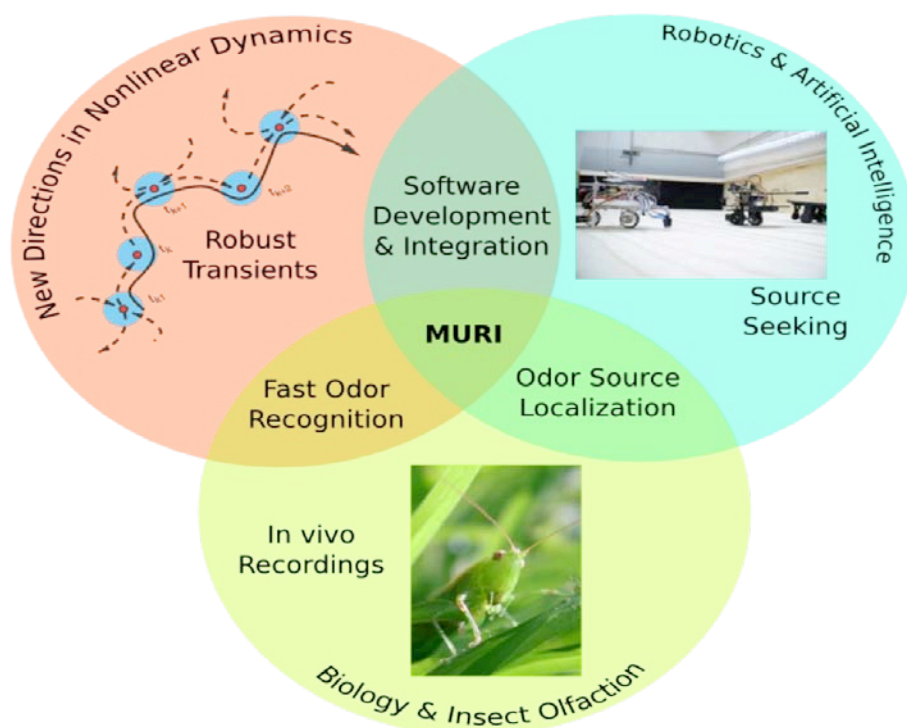 New Directions in Nonlinear Dynamics
Robotics & Artificial Intelligence
Robust
Transients
Software
Development
& Integration
Source
Seeking
MURI
Fast Odor
Recognition
Odor Source
Localization
In vivo
Recordings
Biology & Insect Olfaction